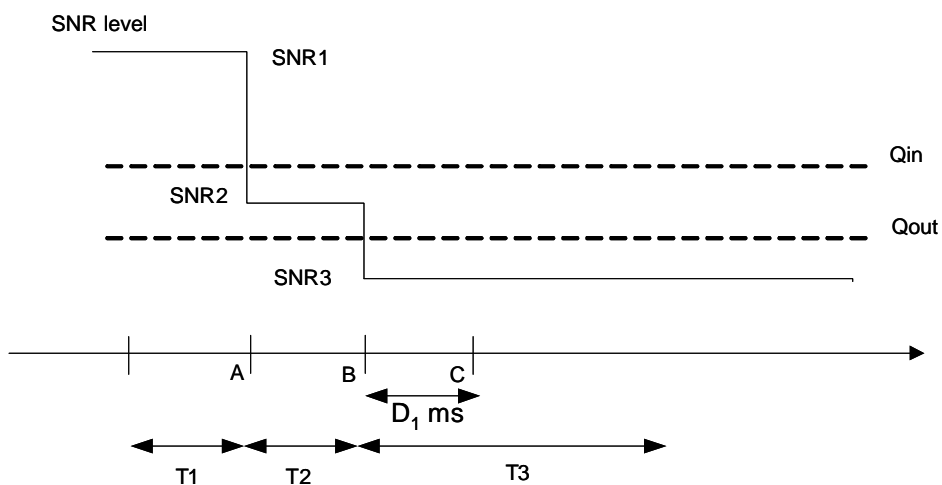 SNR level
SNR1
Qin
SNR2
Qout
SNR3
A
B
C
D₁ ms
T1
T2
T3